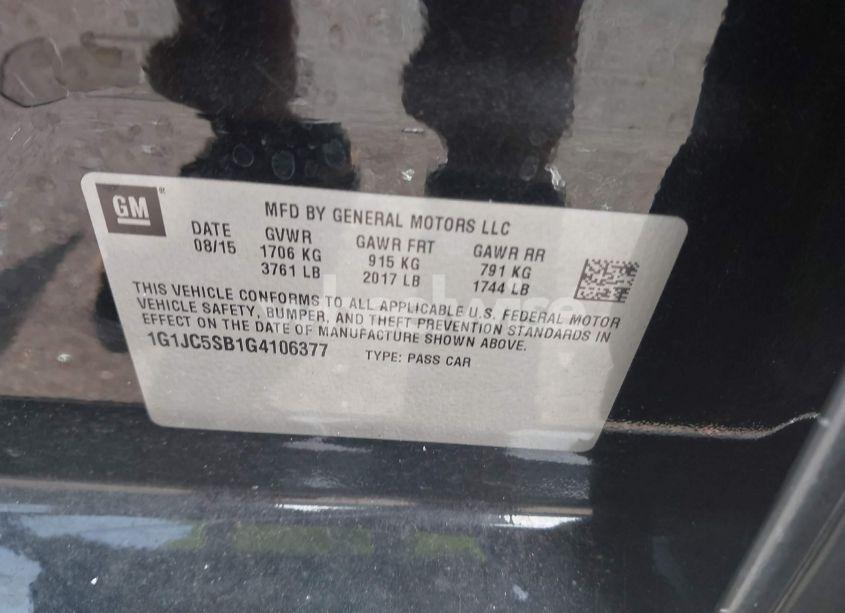 GM
MFD BY GENERAL MOTORS LLC
DATE GVWR GAWR FRT GAWR RR
08/15 1706 KG 915 KG 791 KG
3761 LB 2017 LB 1744 LB
THIS VEHICLE CONFORMS TO ALL APPLICABLE U.S. FEDERAL MOTOR
VEHICLE SAFETY, BUMPER, AND THEFT PREVENTION STANDARDS IN
EFFECT ON THE DATE OF MANUFACTURE SHOWN ABOVE.
1G1JC5SB1G4106377 TYPE: PASS CAR